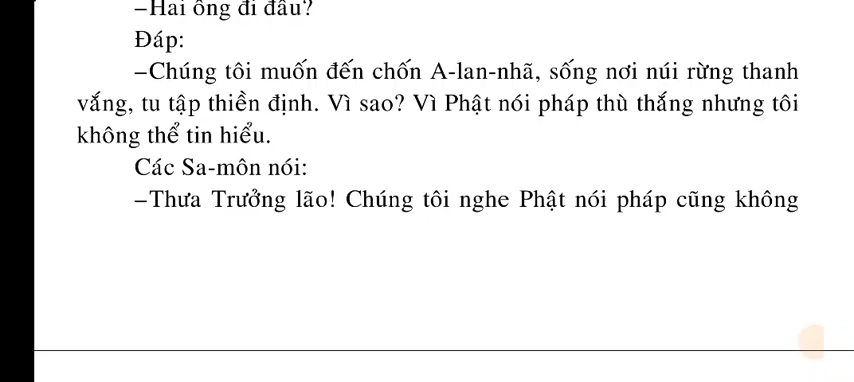 –Hai ông đi đâu?
Đáp:
–Chúng tôi muốn đến chốn A-lan-nhã, sống nơi núi rừng thanh
vắng, tu tập thiền định. Vì sao? Vì Phật nói pháp thù thắng nhưng tôi
không thể tin hiểu.
Các Sa-môn nói:
–Thưa Trưởng lão! Chúng tôi nghe Phật nói pháp cũng không